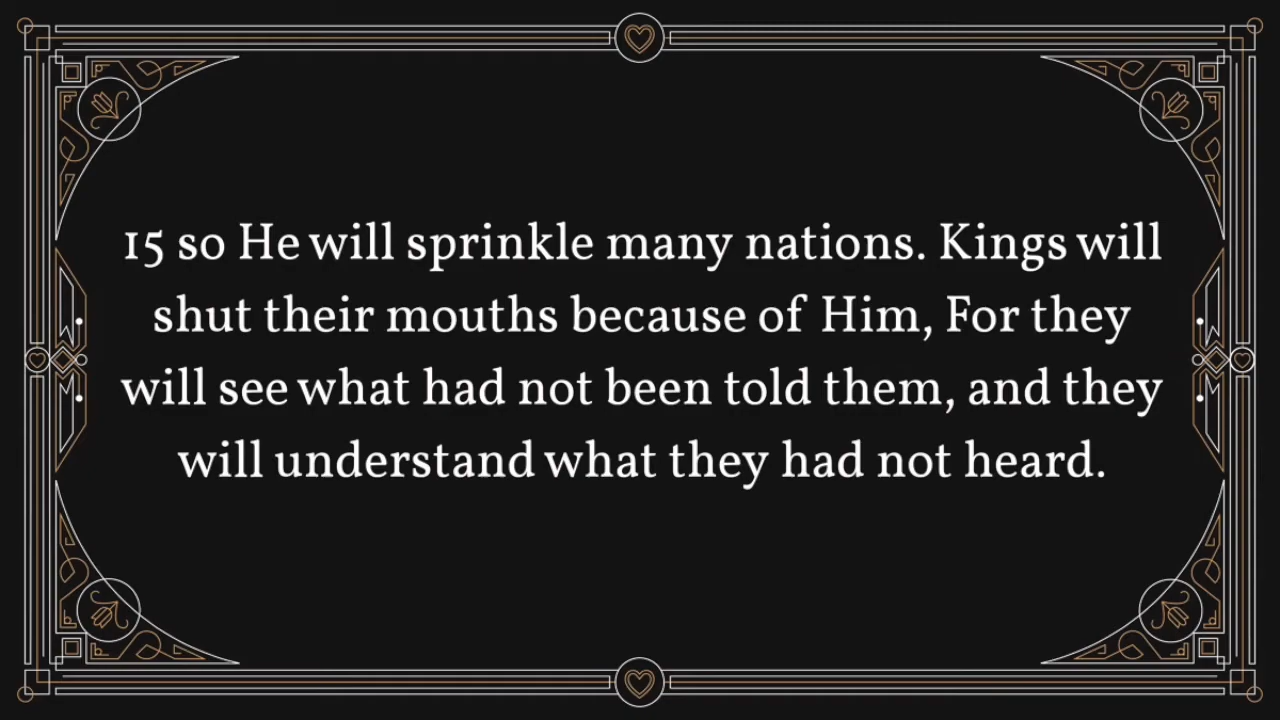 15 so He will sprinkle many nations. Kings will
shut their mouths because of Him, For they
will see what had not been told them, and they
will understand what they had not heard.